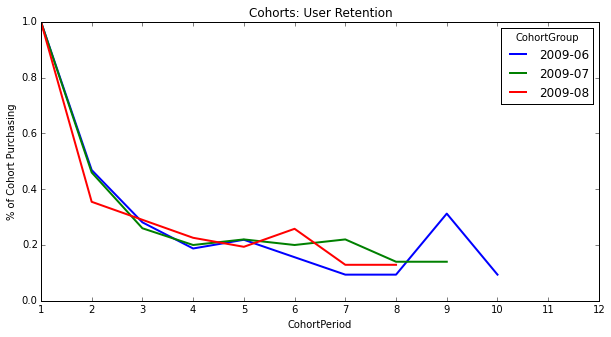 Cohorts: User Retention
CohortGroup
2009-06
2009-07
2009-08
% of Cohort Purchasing
1.0
0.8
0.6
0.4
0.2
0.0
1 2 3 4 5 6 7 8 9 10 11 12
CohortPeriod